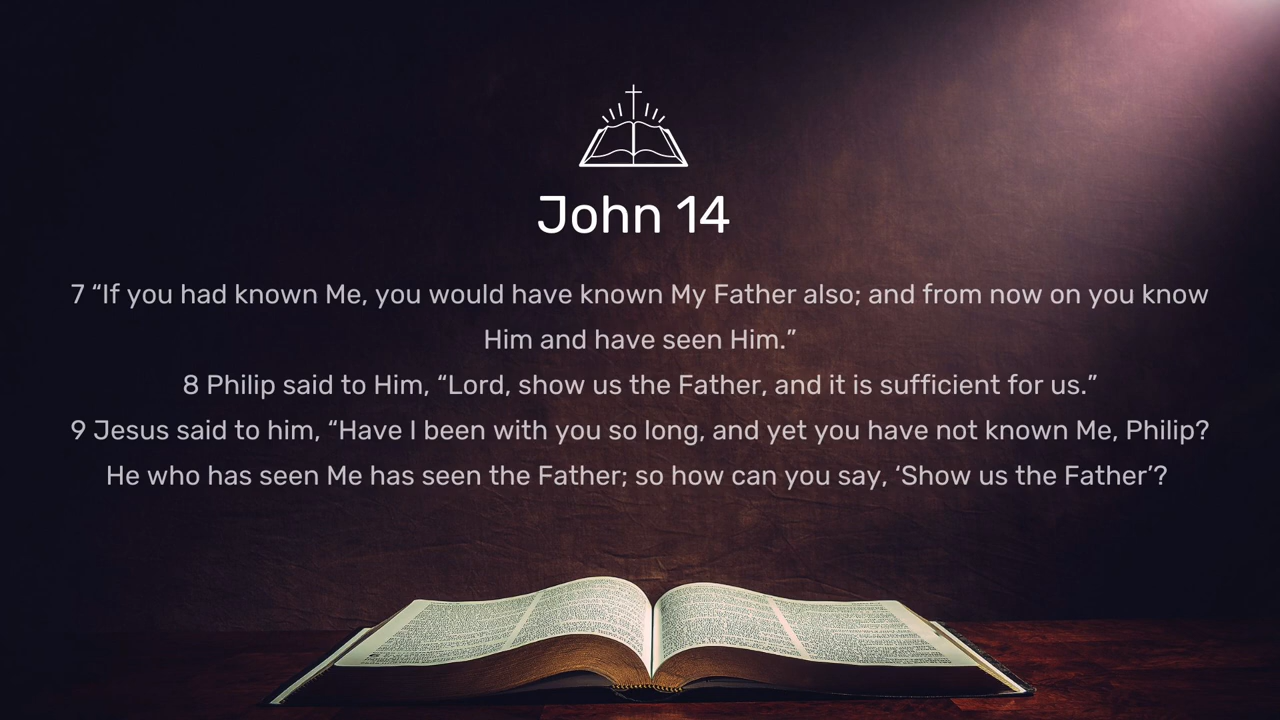 John 14
7 “If you had known Me, you would have known My Father also; and from now on you know
Him and have seen Him.”
8 Philip said to Him, “Lord, show us the Father, and it is sufficient for us.”
9 Jesus said to him, “Have I been with you so long, and yet you have not known Me, Philip?
He who has seen Me has seen the Father; so how can you say, ‘Show us the Father’?